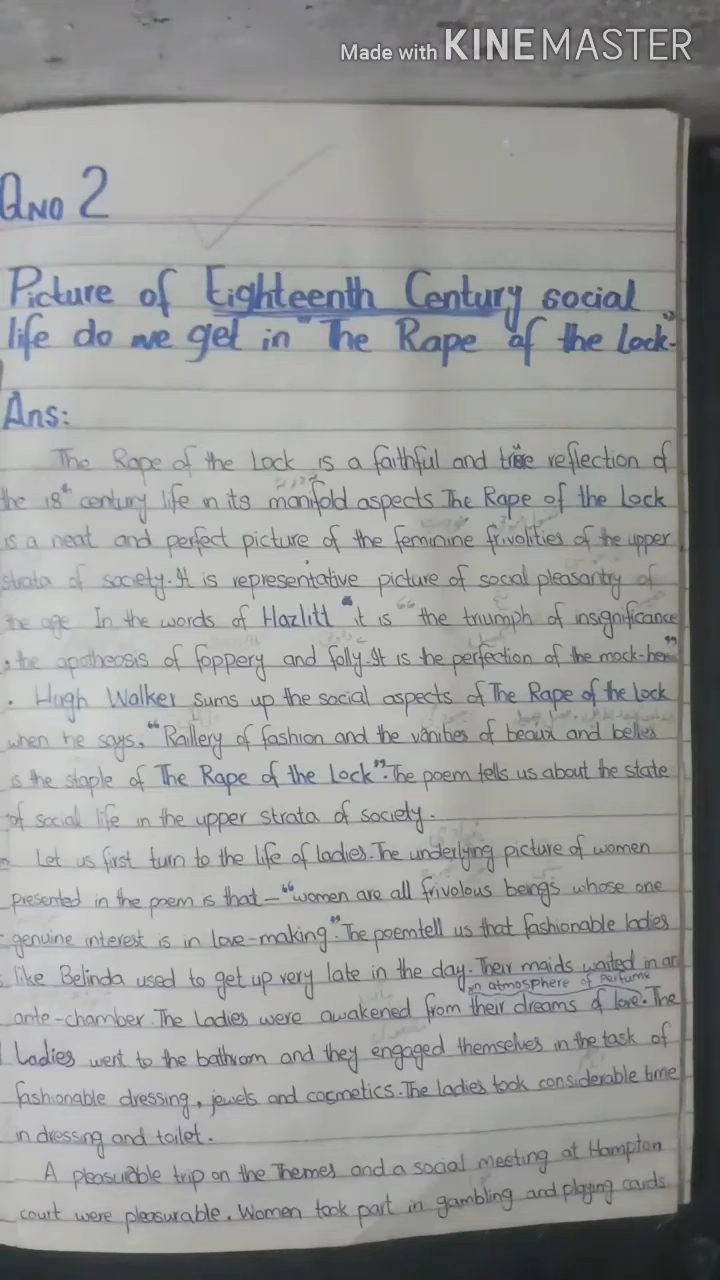 Made with KINEMASTER
QNO 2
Picture of Eighteenth Century social
life do we get in "The Rape of the Lock."
Ans:
The Rape of the Lock is a faithful and true reflection of
the 18th century life in its manifold aspects The Rape of the Lock
is a neat and perfect picture of the feminine frivolities of the upper
strata of society. It is representative picture of socal pleasantry of
the age In the words of Hazlitt "it is "the triumph of insignificance
, the apotheosis of foppery and folly. It is the perfection of the mock-
. Hugh Walker sums up the social aspects of The Rape of the Lock
when he says, "Raillery of fashion and the vanities of beaux and belles
is the staple of The Rape of the Lock". The poem tells us about the state
of social life in the upper strata of society.
Let us first turn to the life of ladies. The underlying picture of women
presented in the poem is that – "women are all frivolous beings whose one
genuine interest is in love-making". The poem tell us that fashionable ladies
like Belinda used to get up very late in the day. Their maids waited in an
in atmosphere of Perfume
ante-chamber. The Ladies were awakened from their dreams of love. The
Ladies went to the bathroom and they engaged themselves in the task of
fashionable dressing, jewels and cosmetics. The ladies took considerable time
in dressing and toilet.
A pleasurable trip on the Themes and a social meeting at Hampton
court were pleasurable. Women took part in gambling and playing cards